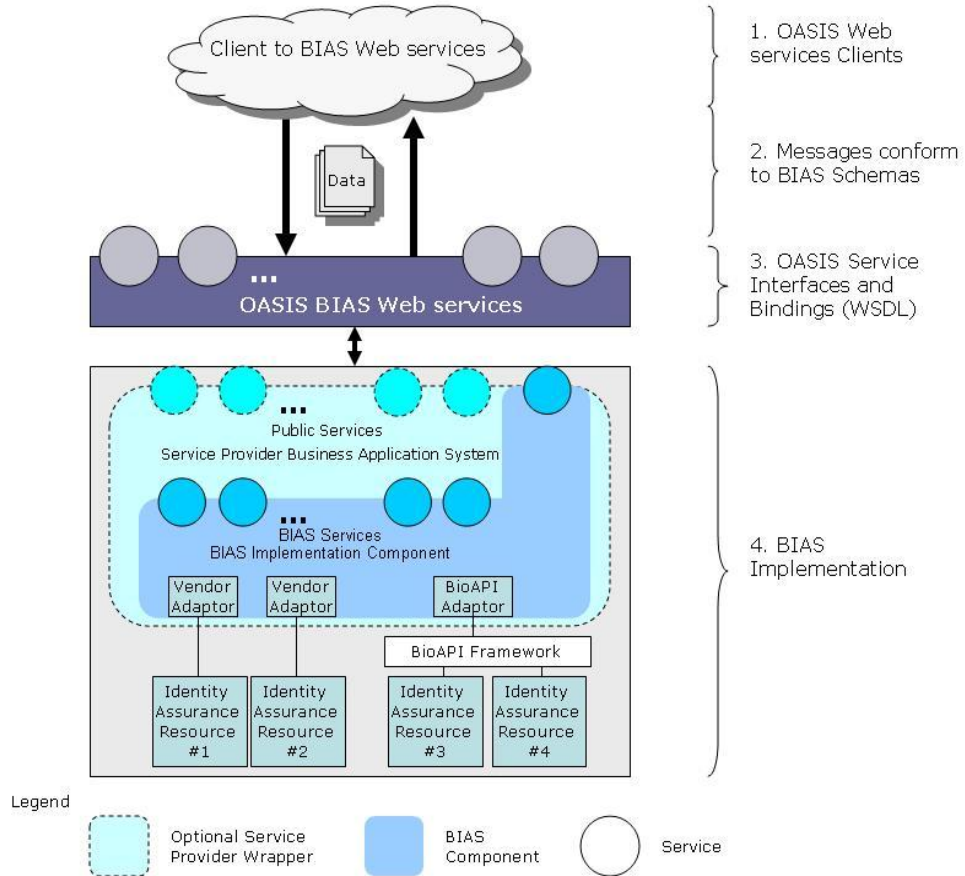 Client to BIAS Web services
1. OASIS Web
services Clients
Data
2. Messages conform
to BIAS Schemas
...
OASIS BIAS Web services
3. OASIS Service
Interfaces and
Bindings (WSDL)
...
Public Services
Service Provider Business Application System
...
BIAS Services
BIAS Implementation Component
4. BIAS
Implementation
Vendor
Adaptor
Vendor
Adaptor
BioAPI
Adaptor
BioAPI Framework
Identity
Assurance
Resource
#1
Identity
Assurance
Resource
#2
Identity
Assurance
Resource
#3
Identity
Assurance
Resource
#4
Legend
Optional Service
Provider Wrapper
BIAS
Component
Service